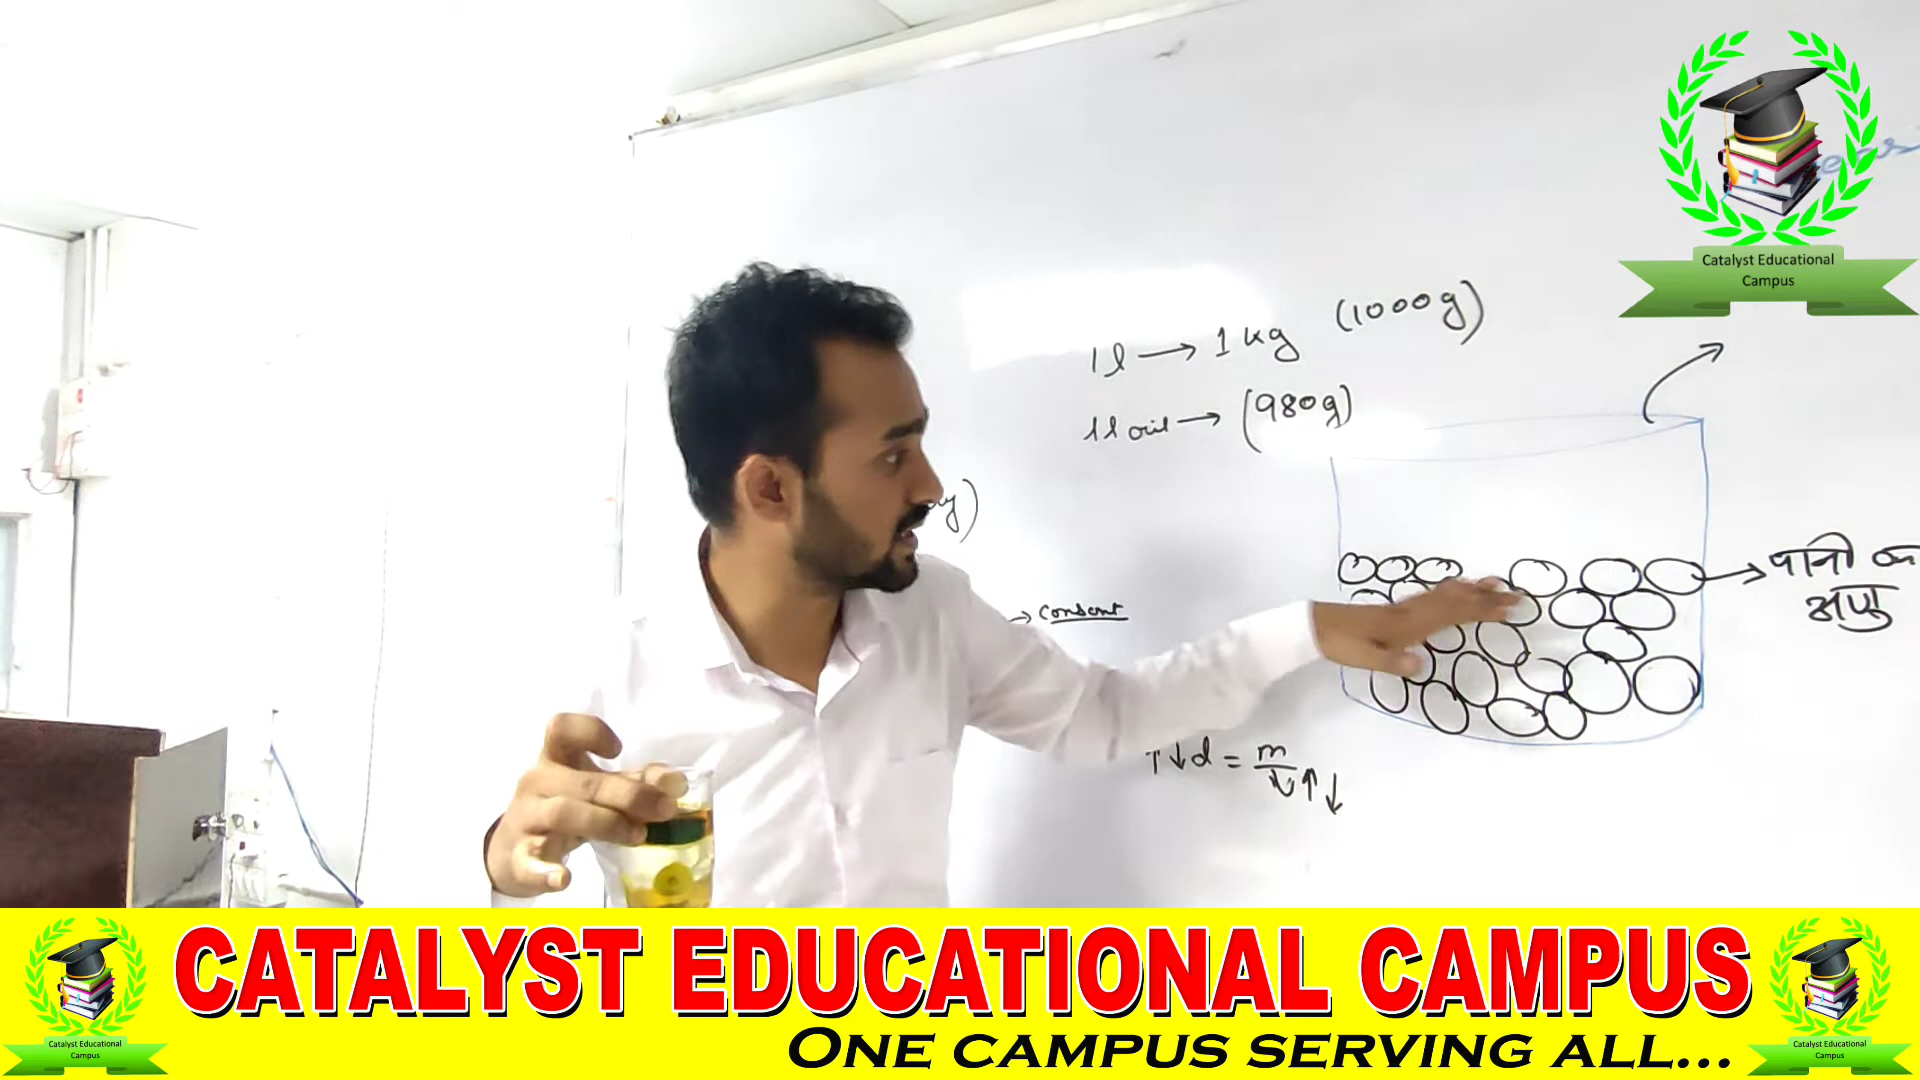 Catalyst Educational
Campus
1l → 1 kg (1000g)
1l oil → (980g)
→ Consent
→ पानी का
अणु
↑↓d = m/v↑↓
CATALYST EDUCATIONAL CAMPUS
ONE CAMPUS SERVING ALL...
Catalyst Educational
Campus
Catalyst Educational
Campus